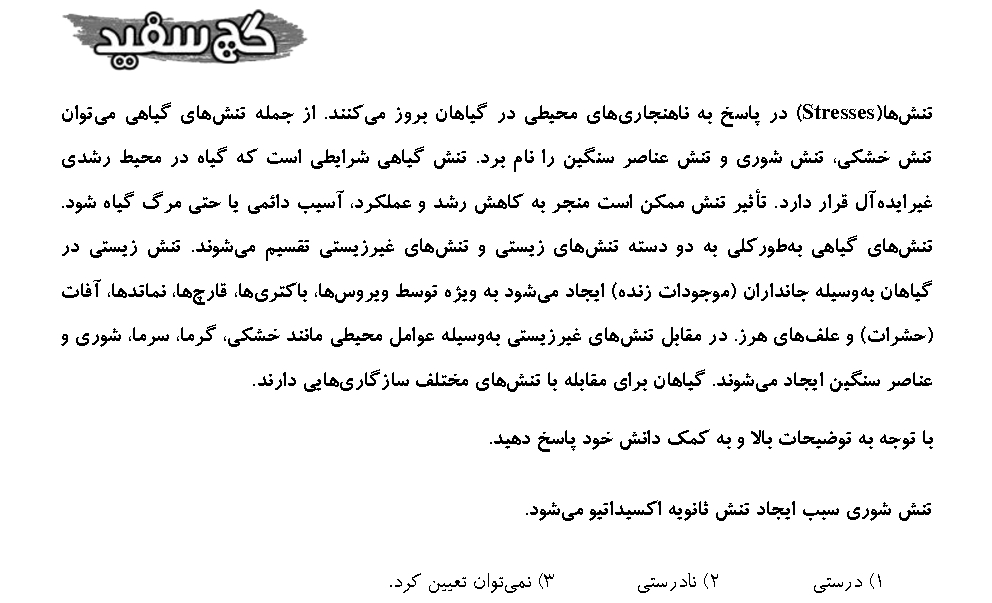 گچ سفید
تنش‌ها(Stresses) در پاسخ به ناهنجاری‌های محیطی در گیاهان بروز می‌کنند. از جمله تنش‌های گیاهی می‌توان
تنش خشکی، تنش شوری و تنش عناصر سنگین را نام برد. تنش گیاهی شرایطی است که گیاه در محیط رشدی
غیرایده‌آل قرار دارد. تأثیر تنش ممکن است منجر به کاهش رشد و عملکرد، آسیب دائمی یا حتی مرگ گیاه شود.
تنش‌های گیاهی به‌طورکلی به دو دسته تنش‌های زیستی و تنش‌های غیرزیستی تقسیم می‌شوند. تنش زیستی در
گیاهان به‌وسیله جانداران (موجودات زنده) ایجاد می‌شود به ویژه توسط ویروس‌ها، باکتری‌ها، قارچ‌ها، نماتدها، آفات
(حشرات) و علف‌های هرز. در مقابل تنش‌های غیرزیستی به‌وسیله عوامل محیطی مانند خشکی، گرما، سرما، شوری و
عناصر سنگین ایجاد می‌شوند. گیاهان برای مقابله با تنش‌های مختلف سازگاری‌هایی دارند.
با توجه به توضیحات بالا و به کمک دانش خود پاسخ دهید.
تنش شوری سبب ایجاد تنش ثانویه اکسیداتیو می‌شود.
۱) درستی ۲) نادرستی ۳) نمی‌توان تعیین کرد.